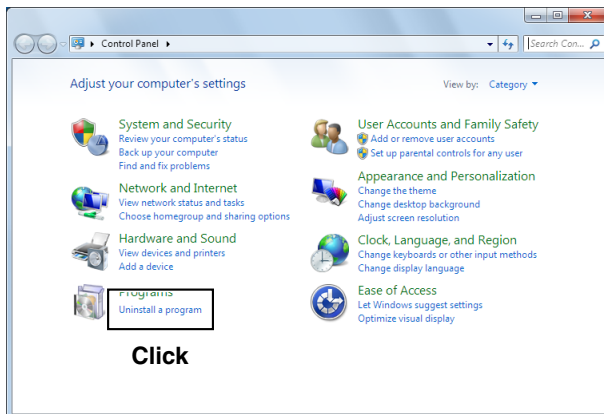 Control Panel
Search Con...
Adjust your computer's settings
View by: Category
System and Security
Review your computer's status
Back up your computer
Find and fix problems
Network and Internet
View network status and tasks
Choose homegroup and sharing options
Hardware and Sound
View devices and printers
Add a device
Programs
Uninstall a program
Click
User Accounts and Family Safety
Add or remove user accounts
Set up parental controls for any user
Appearance and Personalization
Change the theme
Change desktop background
Adjust screen resolution
Clock, Language, and Region
Change keyboards or other input methods
Change display language
Ease of Access
Let Windows suggest settings
Optimize visual display